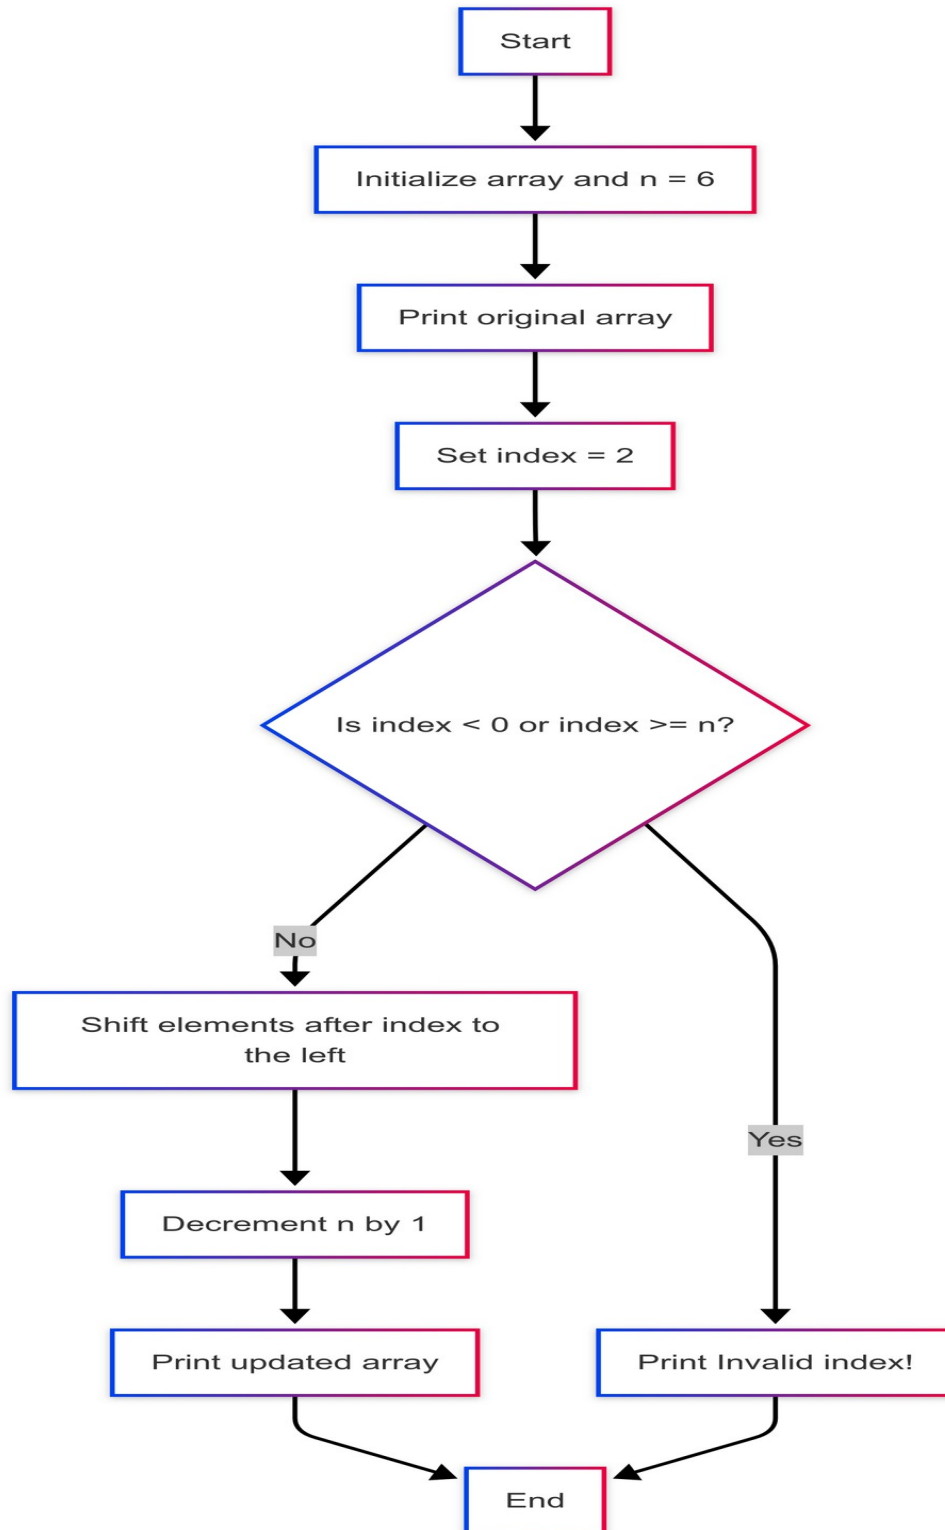 Start
Initialize array and n = 6
Print original array
Set index = 2
Is index < 0 or index >= n?
No
Shift elements after index to
the left
Yes
Decrement n by 1
Print updated array
Print Invalid index!
End